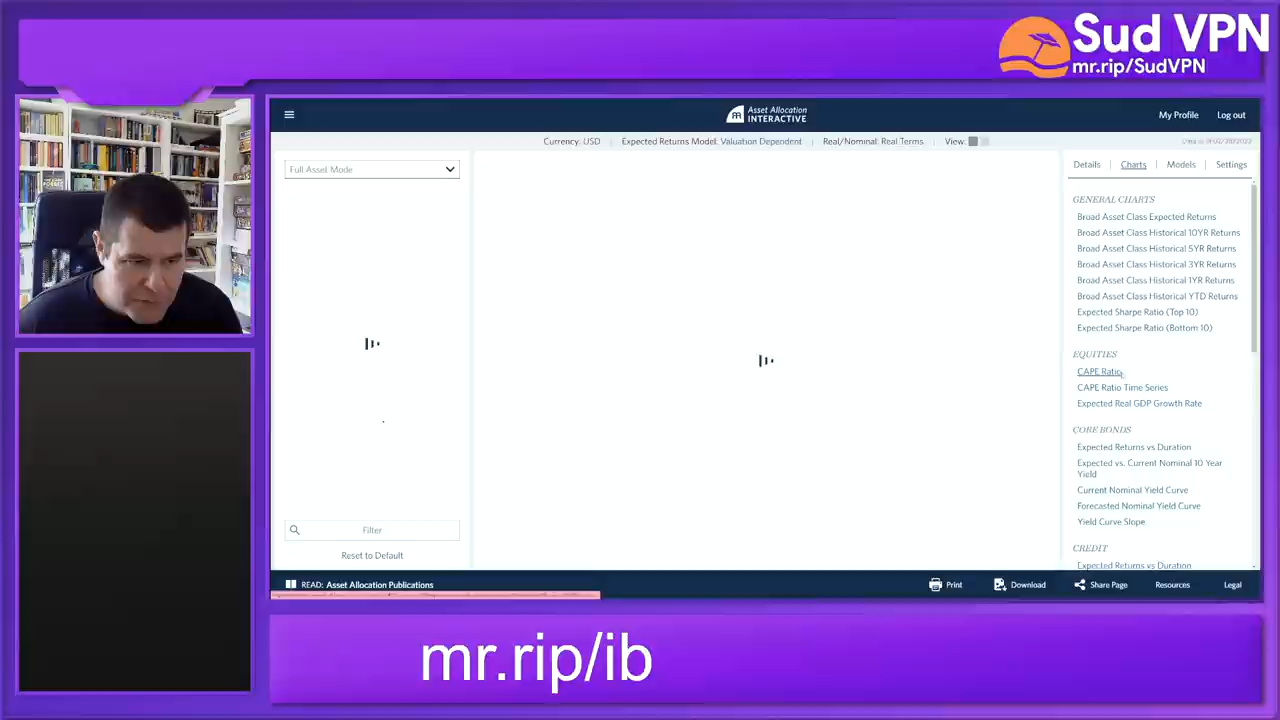 Sud VPN
mr.rip/SudVPN
Asset Allocation
INTERACTIVE
My Profile
Log out
Currency: USD
Expected Returns Model: Valuation Dependent
Real/Nominal: Real Terms
View:
Full Asset Mode
Details
Charts
Models
Settings
GENERAL CHARTS
Broad Asset Class Expected Returns
Broad Asset Class Historical 10YR Returns
Broad Asset Class Historical 5YR Returns
Broad Asset Class Historical 3YR Returns
Broad Asset Class Historical 1YR Returns
Broad Asset Class Historical YTD Returns
Expected Sharpe Ratio (Top 10)
Expected Sharpe Ratio (Bottom 10)
EQUITIES
CAPE Ratio
CAPE Ratio Time Series
Expected Real GDP Growth Rate
CORE BONDS
Expected Returns vs Duration
Expected vs. Current Nominal 10 Year
Yield
Current Nominal Yield Curve
Forecasted Nominal Yield Curve
Yield Curve Slope
CREDIT
Expected Returns vs Duration
Filter
Reset to Default
READ: Asset Allocation Publications
Print
Download
Share Page
Resources
Legal
mr.rip/ib